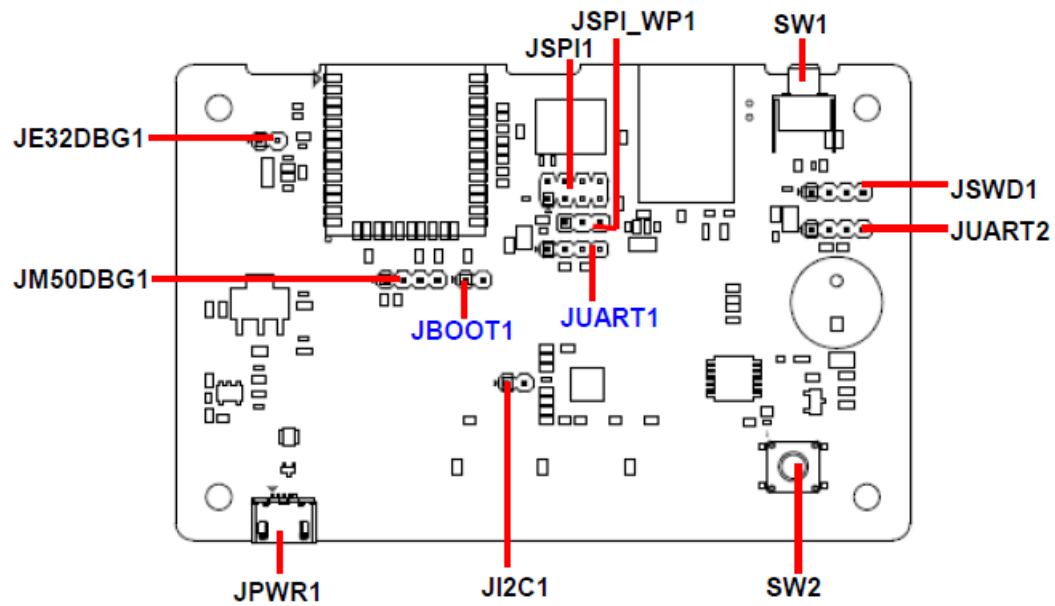 JSPI_WP1
SW1
JSPI1
JE32DBG1
JSWD1
JUART2
JM50DBG1
JBOOT1
JUART1
JPWR1
JI2C1
SW2